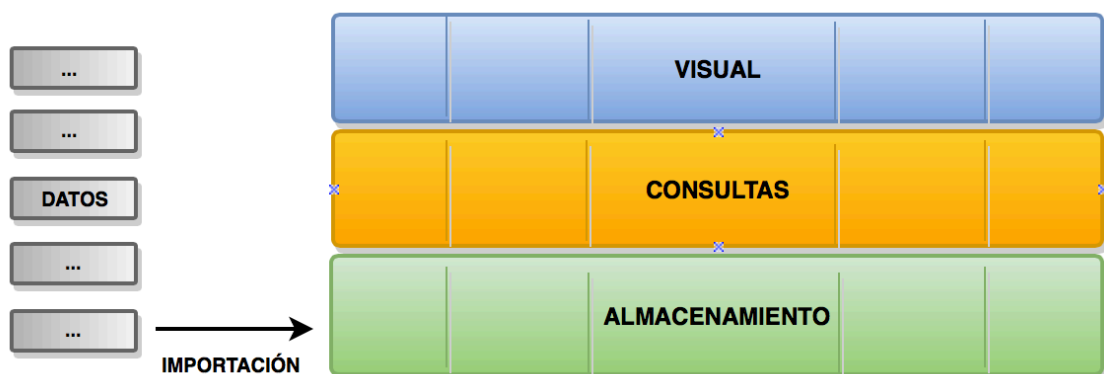 ...
...
DATOS
...
...
IMPORTACIÓN
VISUAL
CONSULTAS
ALMACENAMIENTO